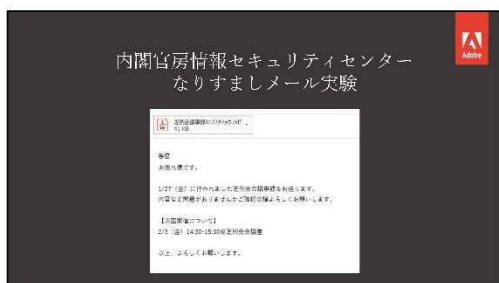 内閣官房情報セキュリティセンター
なりすましメール実験
Adobe
41 KB
各位
お疲れ様です。
1/27（金）に行われました定例会の議事録をお送ります。
内容など問題がありませんかご確認の程よろしくお願いします。
【次回開催について】
2/3（金）14:30-15:30@定例会会議室
以上、よろしくお願いします。